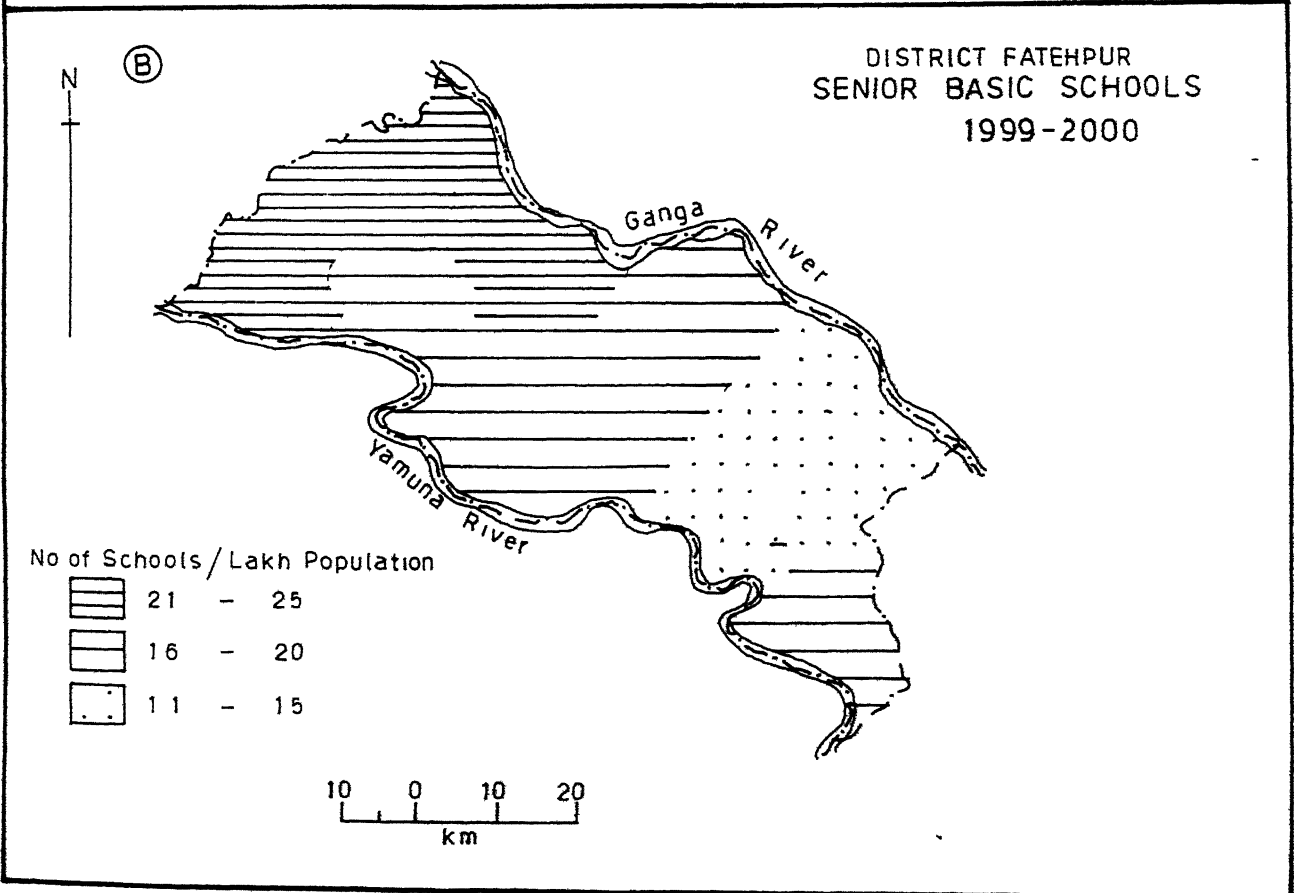 B
N
DISTRICT FATEHPUR
SENIOR BASIC SCHOOLS
1999-2000
Ganga River
Yamuna River
No of Schools/Lakh Population
21 - 25
16 - 20
11 - 15
10 0 10 20
km